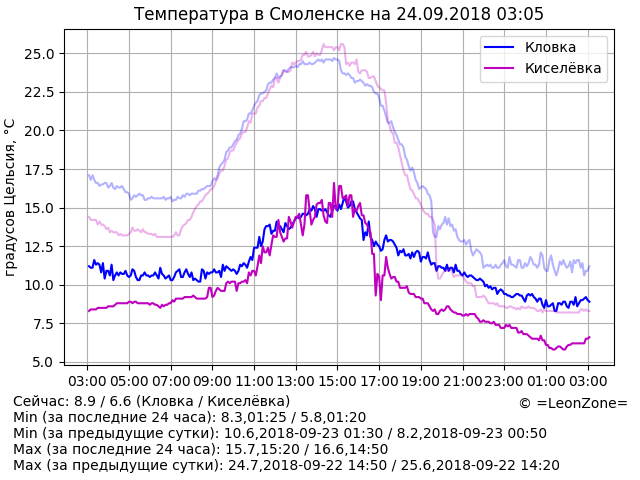 Температура в Смоленске на 24.09.2018 03:05
градусов Цельсия, °C
25.0
22.5
20.0
17.5
15.0
12.5
10.0
7.5
5.0
Кловка
Киселёвка
03:00 05:00 07:00 09:00 11:00 13:00 15:00 17:00 19:00 21:00 23:00 01:00 03:00
Сейчас: 8.9 / 6.6 (Кловка / Киселёвка)
© =LeonZone=
Min (за последние 24 часа): 8.3,01:25 / 5.8,01:20
Min (за предыдущие сутки): 10.6,2018-09-23 01:30 / 8.2,2018-09-23 00:50
Max (за последние 24 часа): 15.7,15:20 / 16.6,14:50
Max (за предыдущие сутки): 24.7,2018-09-22 14:50 / 25.6,2018-09-22 14:20